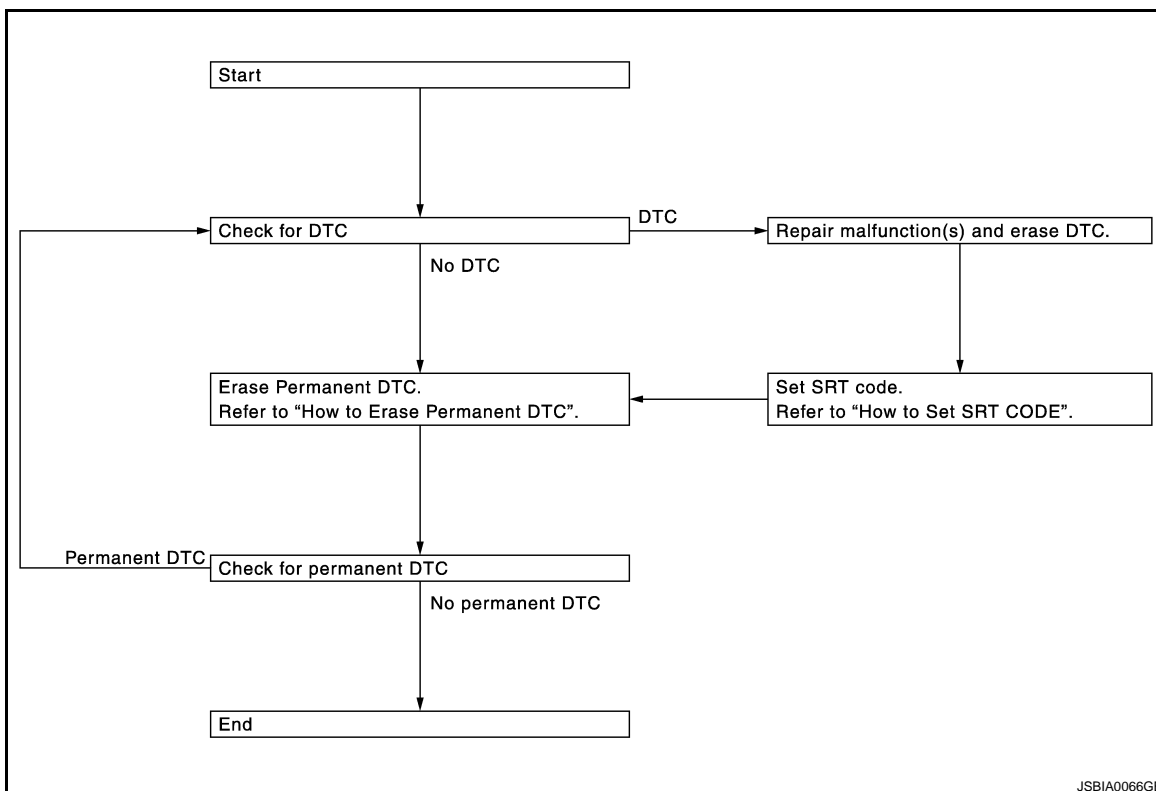 Start
Check for DTC
DTC
Repair malfunction(s) and erase DTC.
No DTC
Erase Permanent DTC.
Refer to “How to Erase Permanent DTC”.
Set SRT code.
Refer to “How to Set SRT CODE”.
Permanent DTC
Check for permanent DTC
No permanent DTC
End